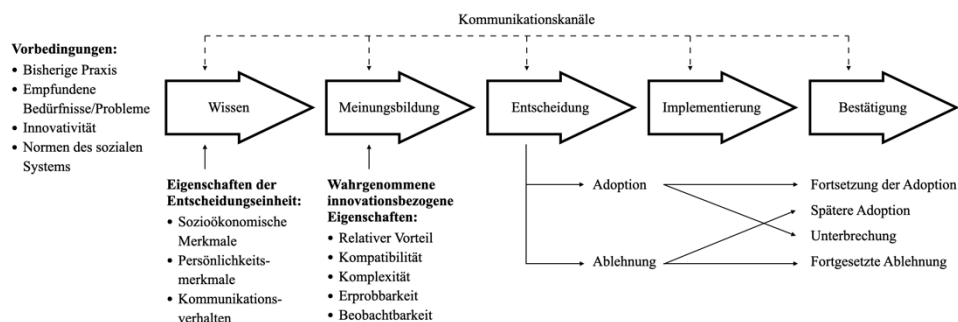 Kommunikationskanäle
Vorbedingungen:
• Bisherige Praxis
• Empfundene
Bedürfnisse/Probleme
• Innovativität
• Normen des sozialen
Systems
Wissen
Meinungsbildung
Entscheidung
Implementierung
Bestätigung
Eigenschaften der
Entscheidungseinheit:
• Sozioökonomische
Merkmale
• Persönlichkeits-
merkmale
• Kommunikations-
verhalten
Wahrgenommene
innovationsbezogene
Eigenschaften:
• Relativer Vorteil
• Kompatibilität
• Komplexität
• Erprobbarkeit
• Beobachtbarkeit
Adoption
Ablehnung
Fortsetzung der Adoption
Spätere Adoption
Unterbrechung
Fortgesetzte Ablehnung